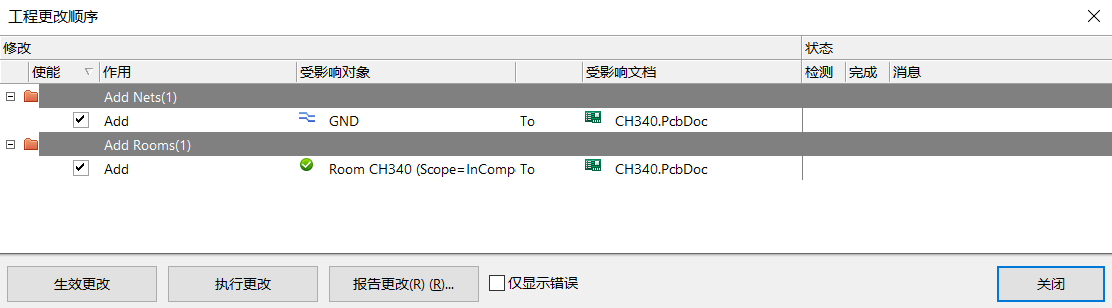 工程更改顺序
修改 状态
使能 作用 受影响对象 受影响文档 检测 完成 消息
Add Nets(1)
Add GND To CH340.PcbDoc
Add Rooms(1)
Add Room CH340 (Scope=InComp To CH340.PcbDoc
生效更改 执行更改 报告更改(R) (R)... 仅显示错误 关闭